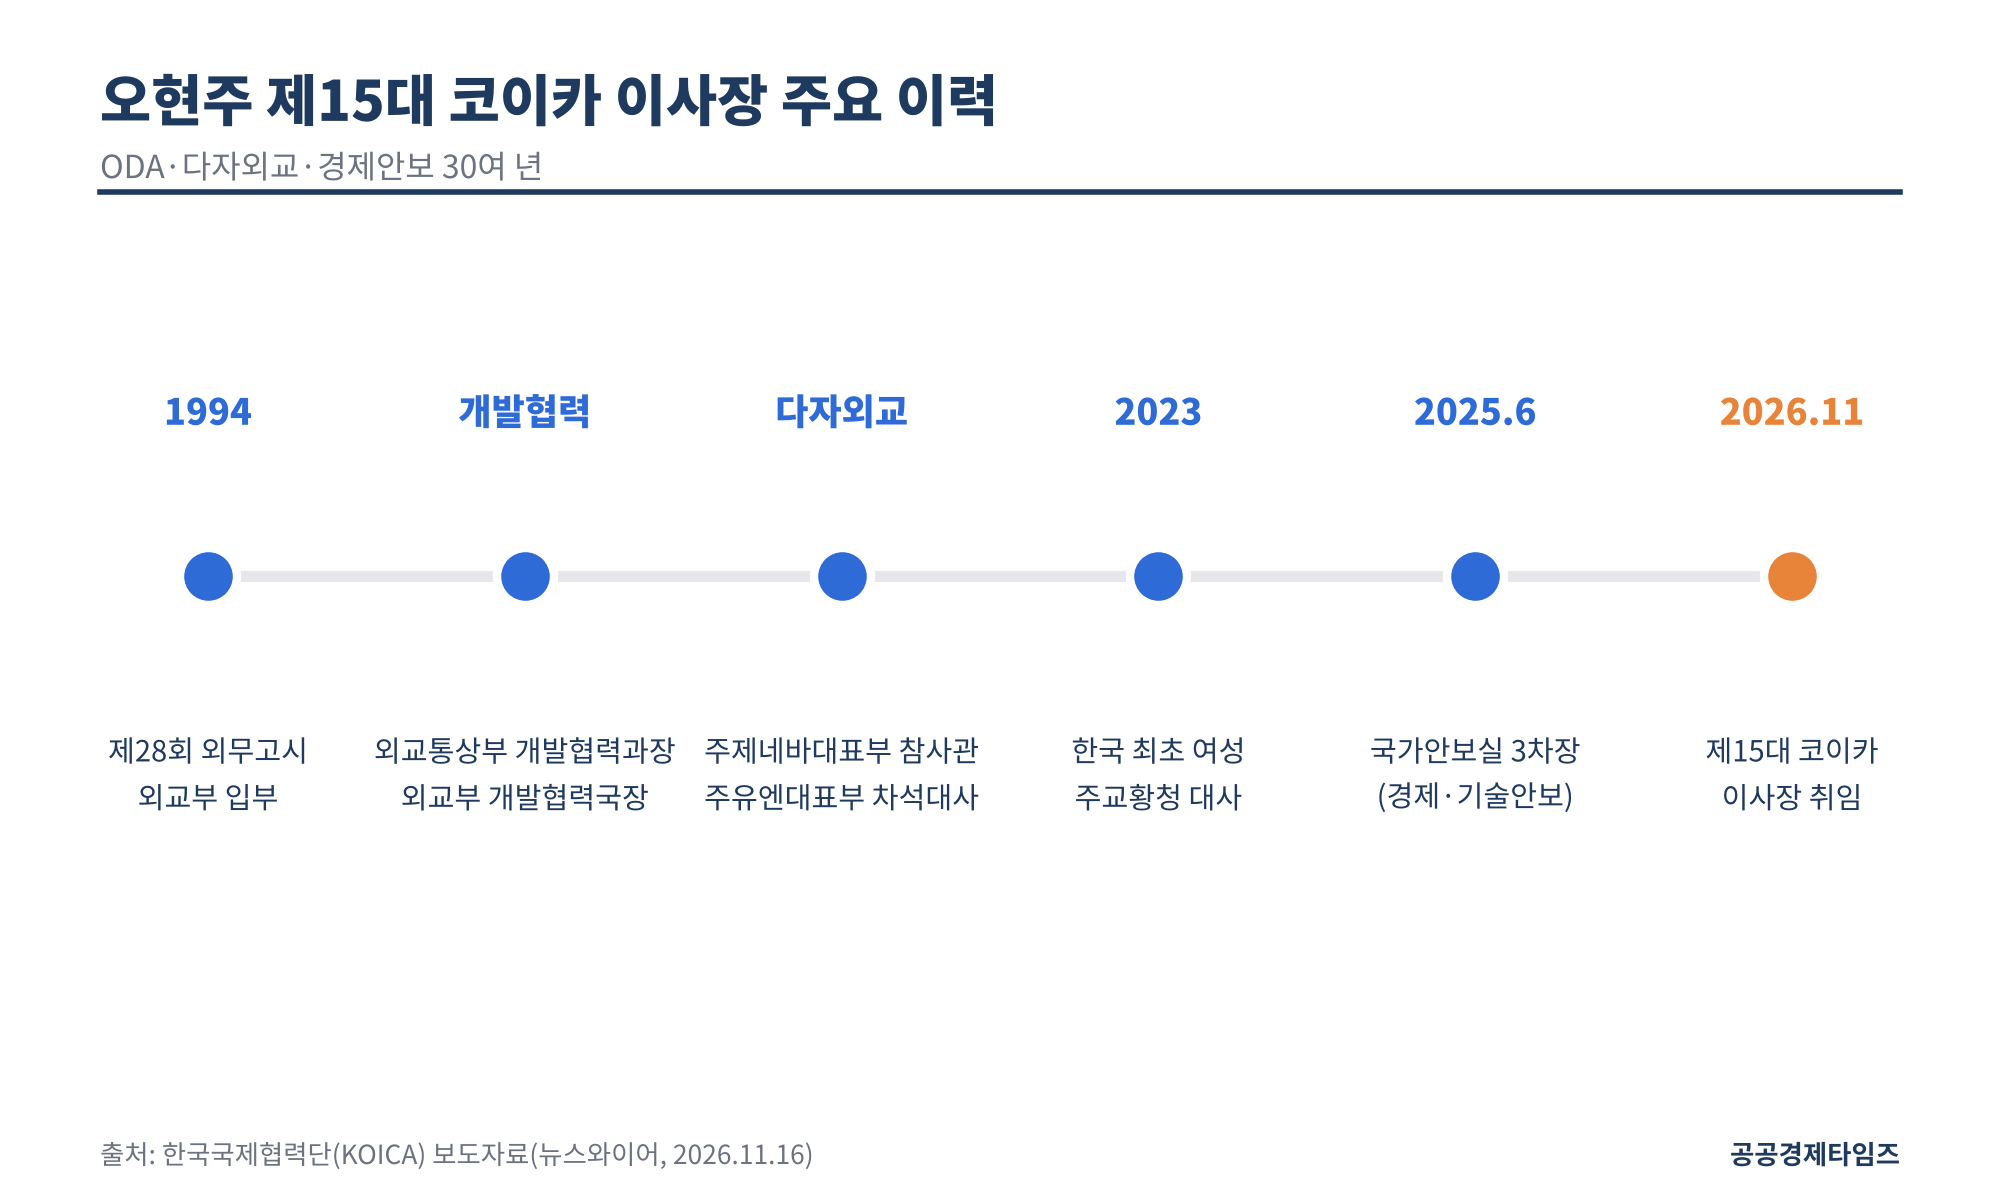 오현주 제15대 코이카 이사장 주요 이력
ODA·다자외교·경제안보 30여 년
1994
개발협력
다자외교
2023
2025.6
2026.11
제28회 외무고시
외교부 입부
외교통상부 개발협력과장
외교부 개발협력국장
주제네바대표부 참사관
주유엔대표부 차석대사
한국 최초 여성
주교황청 대사
국가안보실 3차장
(경제·기술안보)
제15대 코이카
이사장 취임
출처: 한국국제협력단(KOICA) 보도자료(뉴스와이어, 2026.11.16)
공공경제타임즈